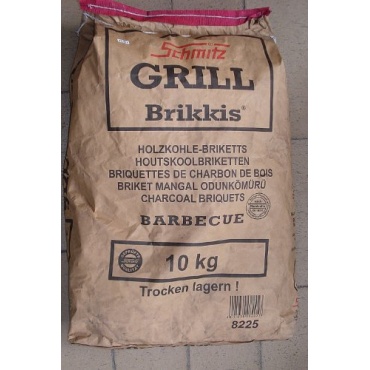 Schmitz
GRILL
Brikkis®
HOLZKOHLE-BRIKETTS
HOUTSKOOLBRIKETTEN
BRIQUETTES DE CHARBON DE BOIS
BRIKET MANGAL ODUNKÖMÜRÜ
CHARCOAL BRIQUETS
BARBECUE
10 kg
Trocken lagern !
8225